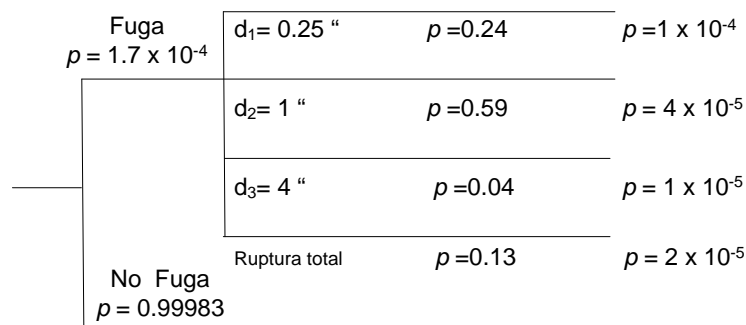 Fuga
p = 1.7 x 10⁻⁴
d₁= 0.25 “ p =0.24 p =1 x 10⁻⁴
d₂= 1 “ p =0.59 p = 4 x 10⁻⁵
d₃= 4 “ p =0.04 p = 1 x 10⁻⁵
Ruptura total p =0.13 p = 2 x 10⁻⁵
No Fuga
p = 0.99983